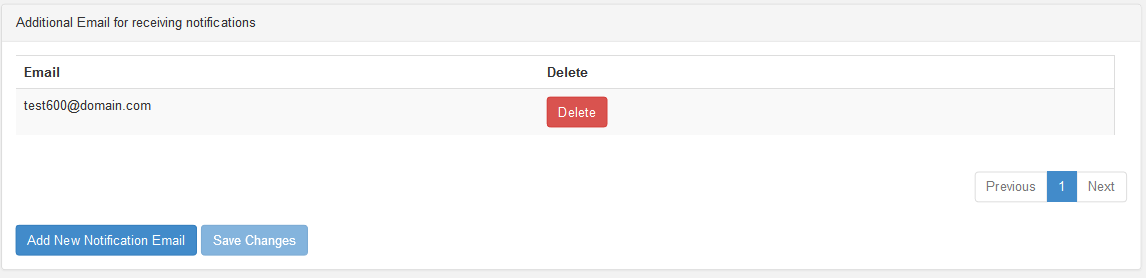 Additional Email for receiving notifications
Email Delete
test600@domain.com Delete
Previous 1 Next
Add New Notification Email Save Changes